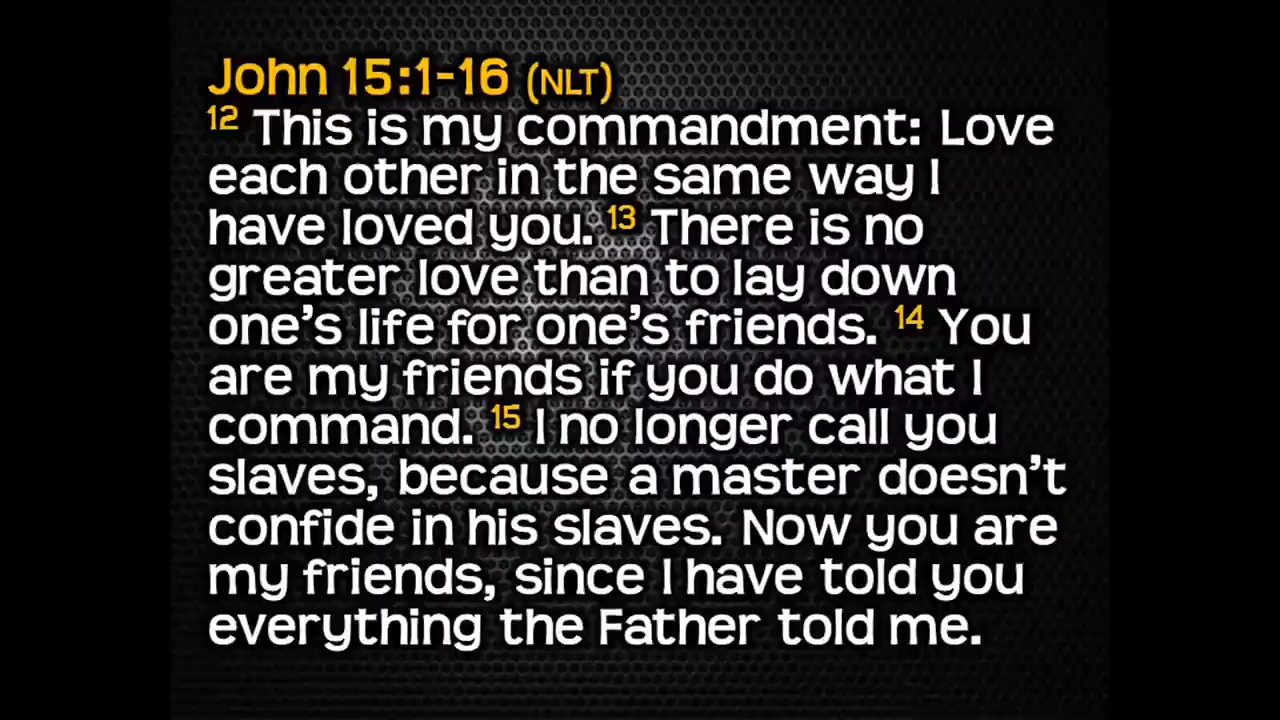 John 15:1-16 (NLT)
12 This is my commandment: Love
each other in the same way I
have loved you. 13 There is no
greater love than to lay down
one's life for one's friends. 14 You
are my friends if you do what I
command. 15 I no longer call you
slaves, because a master doesn't
confide in his slaves. Now you are
my friends, since I have told you
everything the Father told me.